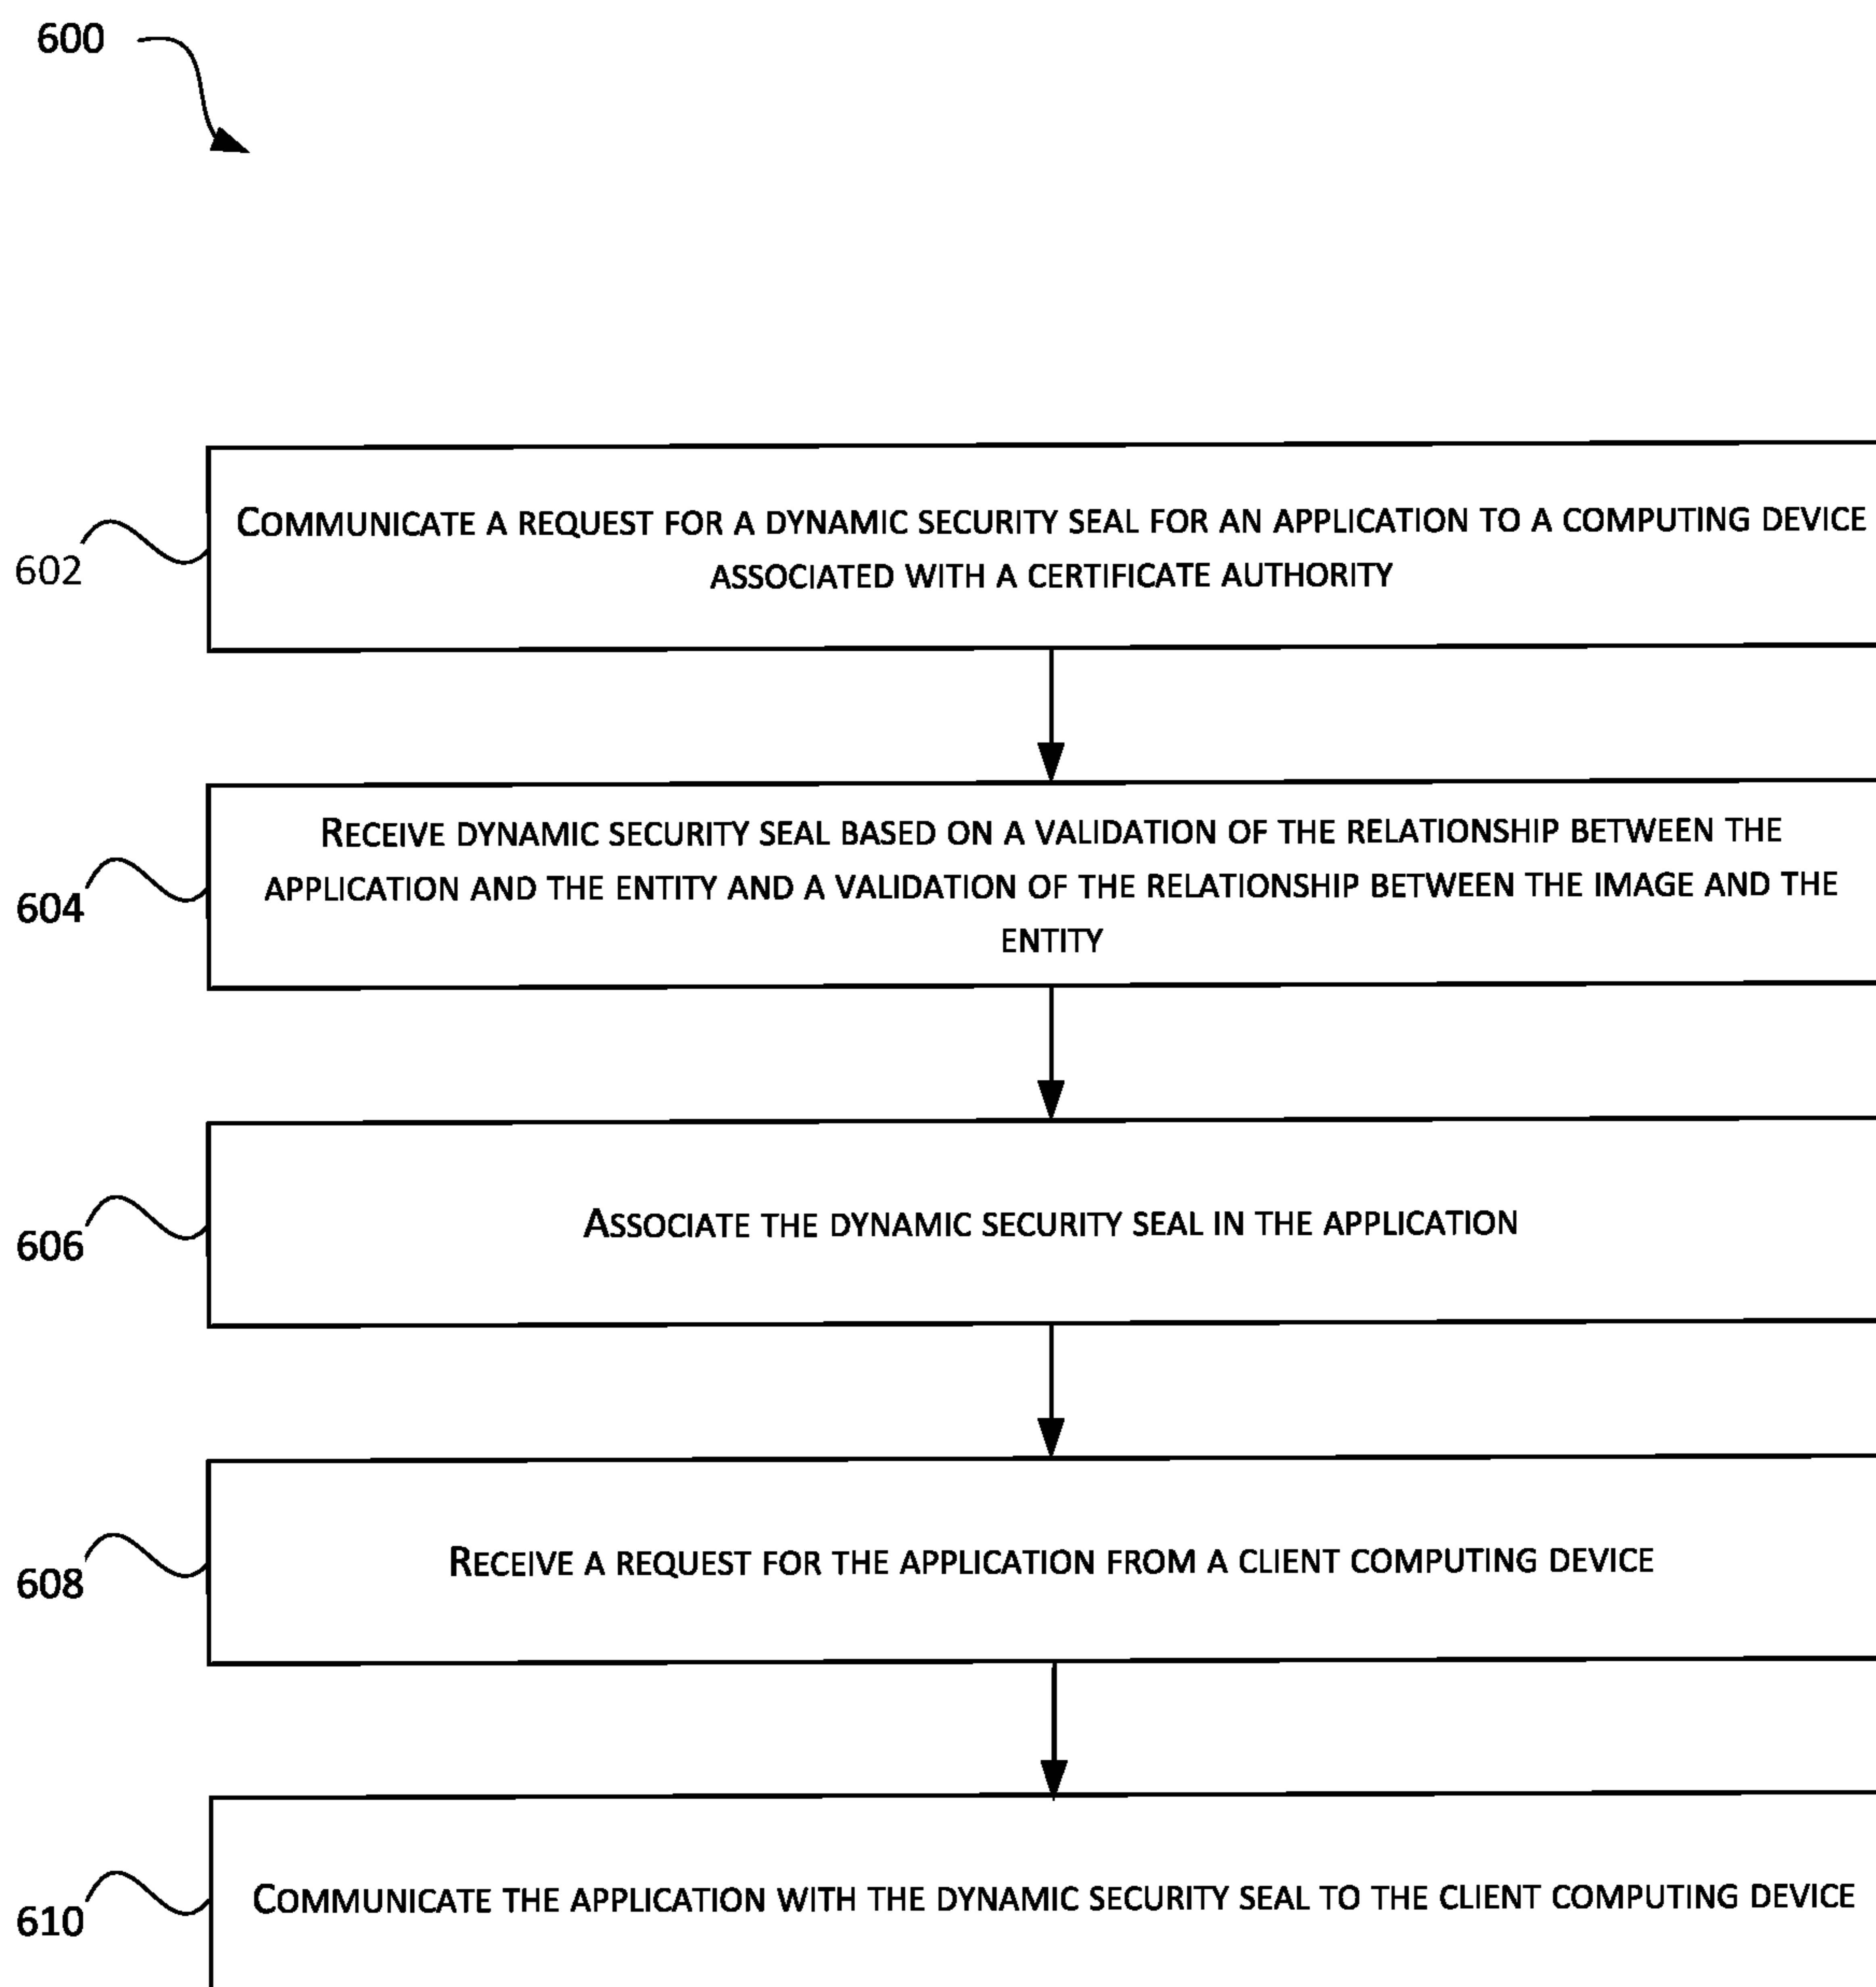 600
602
COMMUNICATE A REQUEST FOR A DYNAMIC SECURITY SEAL FOR AN APPLICATION TO A COMPUTING DEVICE
ASSOCIATED WITH A CERTIFICATE AUTHORITY
604
RECEIVE DYNAMIC SECURITY SEAL BASED ON A VALIDATION OF THE RELATIONSHIP BETWEEN THE
APPLICATION AND THE ENTITY AND A VALIDATION OF THE RELATIONSHIP BETWEEN THE IMAGE AND THE
ENTITY
606
ASSOCIATE THE DYNAMIC SECURITY SEAL IN THE APPLICATION
608
RECEIVE A REQUEST FOR THE APPLICATION FROM A CLIENT COMPUTING DEVICE
610
COMMUNICATE THE APPLICATION WITH THE DYNAMIC SECURITY SEAL TO THE CLIENT COMPUTING DEVICE